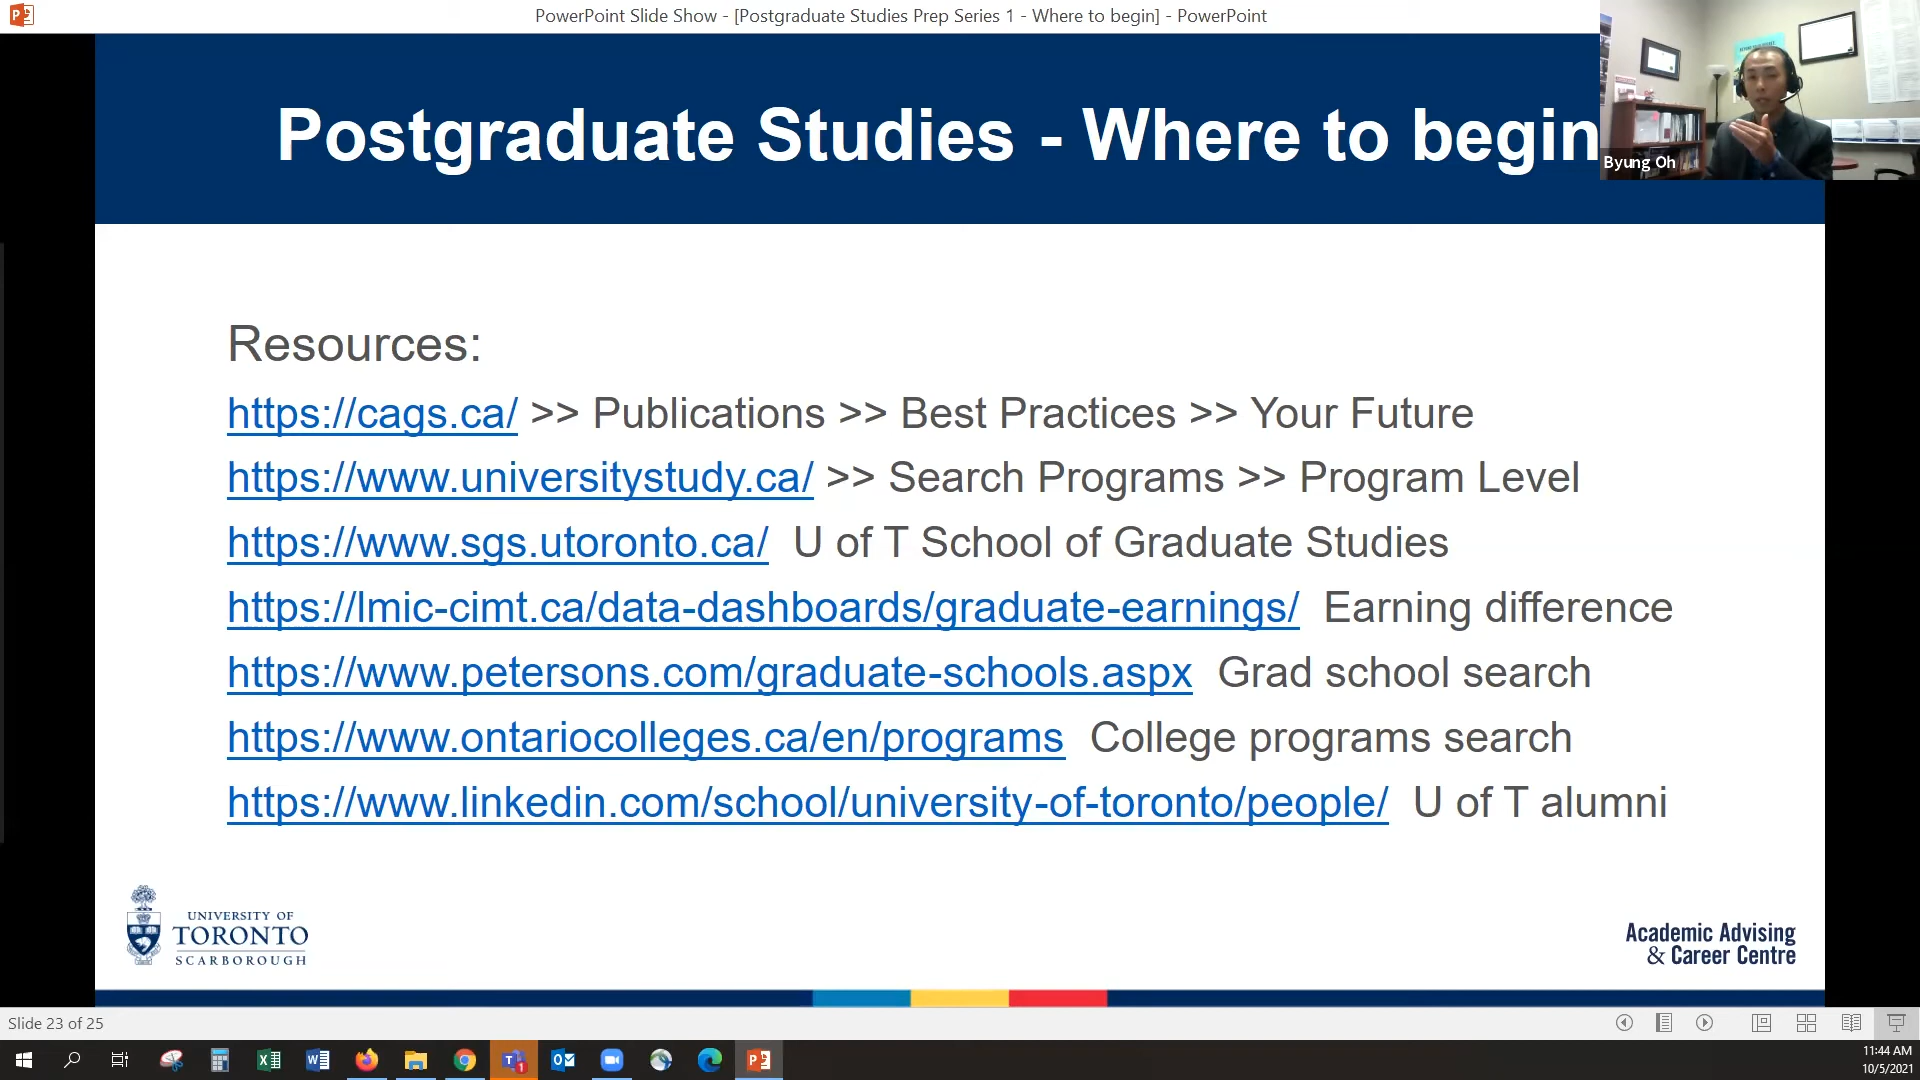 PowerPoint Slide Show - [Postgraduate Studies Prep Series 1 - Where to begin] - PowerPoint
Postgraduate Studies - Where to begin
Byung Oh
Resources:
https://cags.ca/ >> Publications >> Best Practices >> Your Future
https://www.universitystudy.ca/ >> Search Programs >> Program Level
https://www.sgs.utoronto.ca/ U of T School of Graduate Studies
https://lmic-cimt.ca/data-dashboards/graduate-earnings/ Earning difference
https://www.petersons.com/graduate-schools.aspx Grad school search
https://www.ontariocolleges.ca/en/programs College programs search
https://www.linkedin.com/school/university-of-toronto/people/ U of T alumni
UNIVERSITY OF
TORONTO
SCARBOROUGH
Academic Advising
& Career Centre
Slide 23 of 25
11:44 AM
10/5/2021